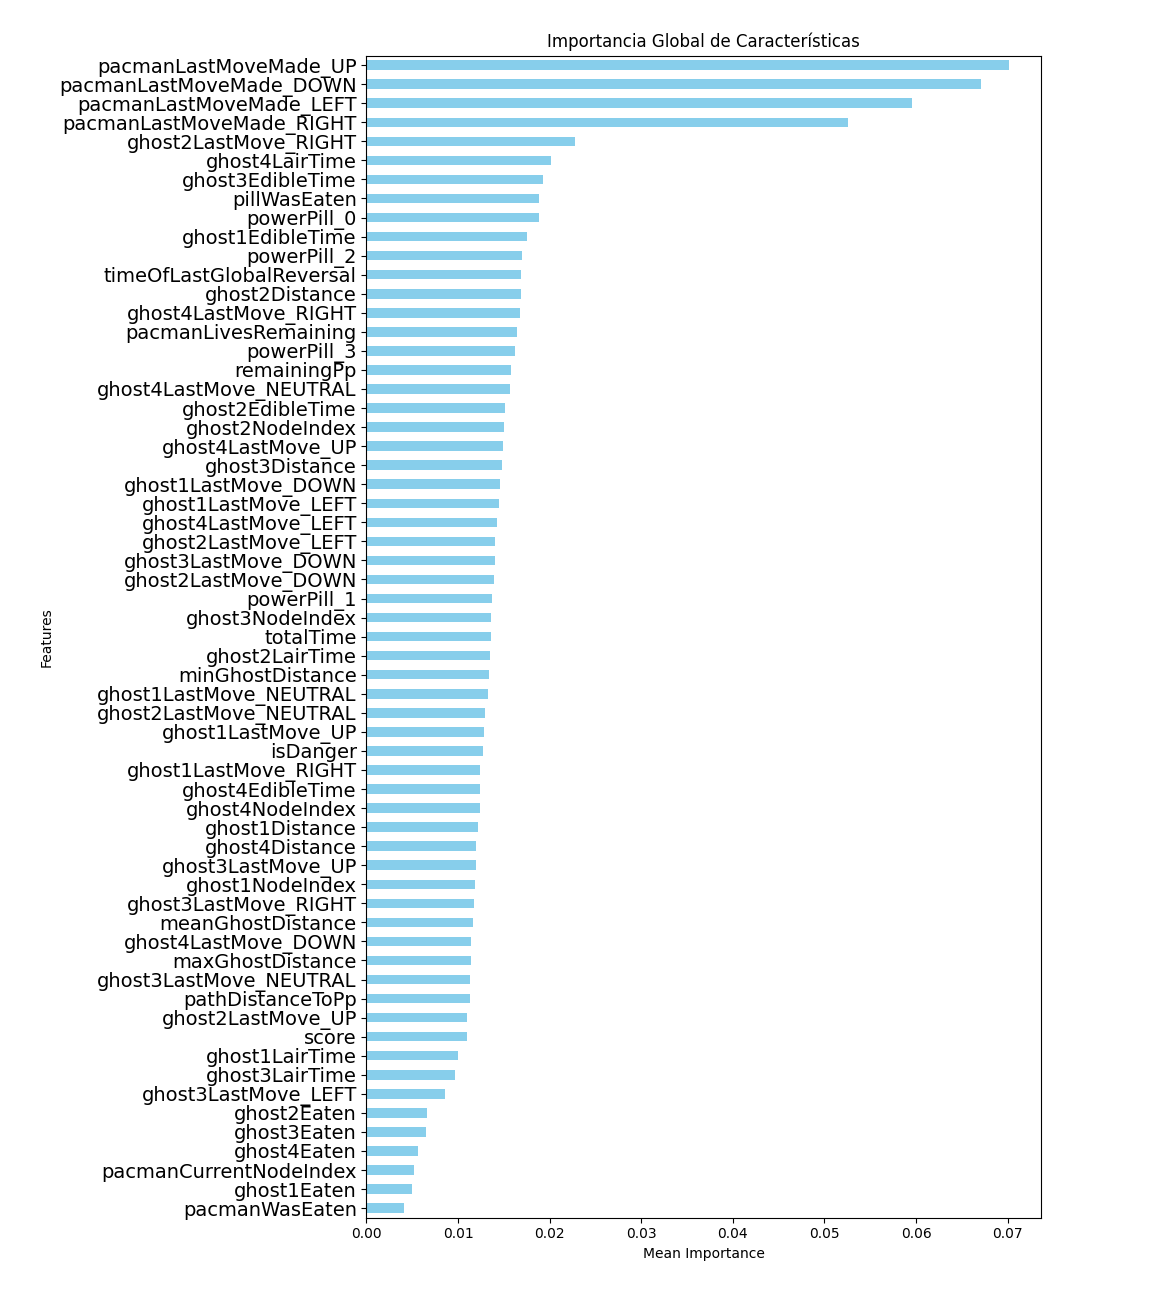 Importancia Global de Características
pacmanLastMoveMade_UP
pacmanLastMoveMade_DOWN
pacmanLastMoveMade_LEFT
pacmanLastMoveMade_RIGHT
ghost2LastMove_RIGHT
ghost4LairTime
ghost3EdibleTime
pillWasEaten
powerPill_0
ghost1EdibleTime
powerPill_2
timeOfLastGlobalReversal
ghost2Distance
ghost4LastMove_RIGHT
pacmanLivesRemaining
powerPill_3
remainingPp
ghost4LastMove_NEUTRAL
ghost2EdibleTime
ghost2NodeIndex
ghost4LastMove_UP
ghost3Distance
ghost1LastMove_DOWN
ghost1LastMove_LEFT
ghost4LastMove_LEFT
ghost2LastMove_LEFT
ghost3LastMove_DOWN
ghost2LastMove_DOWN
powerPill_1
ghost3NodeIndex
totalTime
ghost2LairTime
minGhostDistance
ghost1LastMove_NEUTRAL
ghost2LastMove_NEUTRAL
ghost1LastMove_UP
isDanger
ghost1LastMove_RIGHT
ghost4EdibleTime
ghost4NodeIndex
ghost1Distance
ghost4Distance
ghost3LastMove_UP
ghost1NodeIndex
ghost3LastMove_RIGHT
meanGhostDistance
ghost4LastMove_DOWN
maxGhostDistance
ghost3LastMove_NEUTRAL
pathDistanceToPp
ghost2LastMove_UP
score
ghost1LairTime
ghost3LairTime
ghost3LastMove_LEFT
ghost2Eaten
ghost3Eaten
ghost4Eaten
pacmanCurrentNodeIndex
ghost1Eaten
pacmanWasEaten
Features
0.00 0.01 0.02 0.03 0.04 0.05 0.06 0.07
Mean Importance